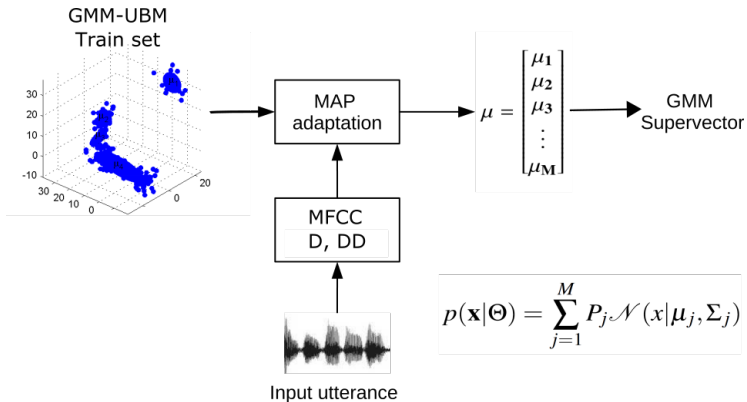 GMM-UBM
Train set
30
20
10
0
-10
30
20
10
0
0
20
MAP
adaptation
μ = [μ₁ μ₂ μ₃ ⋮ μ_M]
GMM
Supervector
MFCC
D, DD
Input utterance
p(x|Θ) = ∑_{j=1}^{M} P_j 𝒩(x|μ_j, Σ_j)